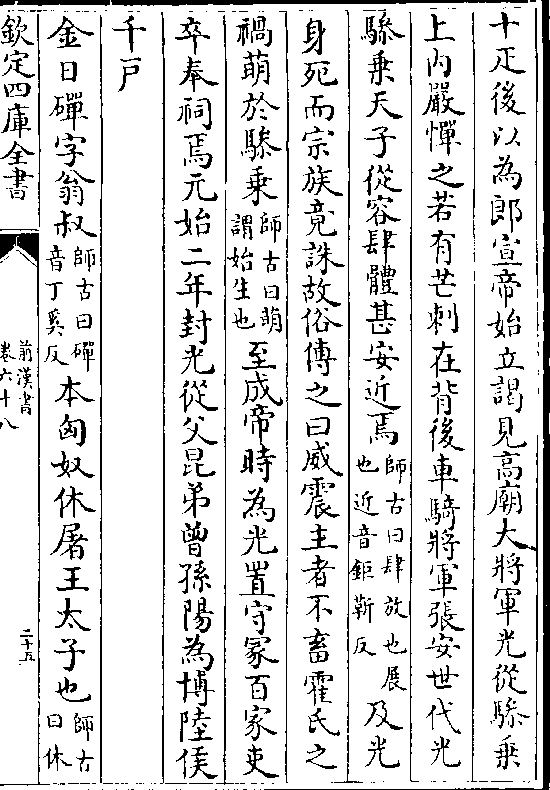 十疋後以為郎宣帝始立謁見高廟大將軍光從驂乗
上内嚴憚之若有芒刺在背後車騎將軍張安世代光
驂乗天子從容肆體甚安近焉師古曰肆放也展也近音鉅靳反及光
身死而宗族竟誅故俗傳之曰威震主者不畜霍氏之
禍萌於驂乗師古曰萌謂始生也至成帝時為光置守冢百家吏
卒奉祠焉元始二年封光從父昆弟曾孫陽為博陸侯
千戸
金日磾字翁叔師古曰磾音丁奚反本匈奴休屠王太子也師古曰休
欽定四庫全書
前漢書
卷六十八
二十五